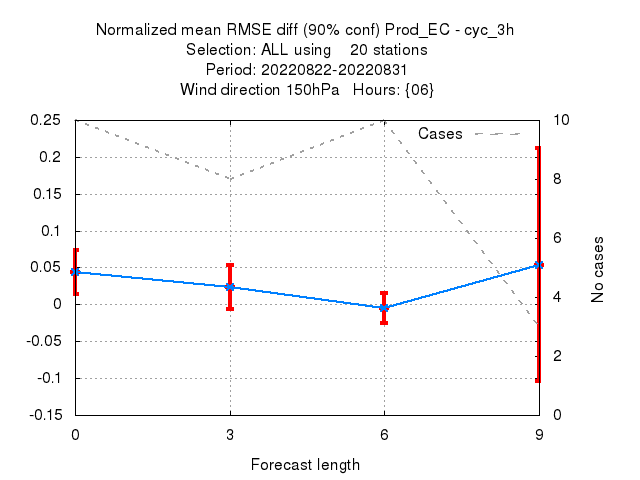 Normalized mean RMSE diff (90% conf) Prod_EC - cyc_3h
Selection: ALL using    20 stations
Period: 20220822-20220831
Wind direction 150hPa   Hours: {06}
Cases
0.25
0.2
0.15
0.1
0.05
0
-0.05
-0.1
-0.15
10
8
6
4
2
0
No cases
0 3 6 9
Forecast length